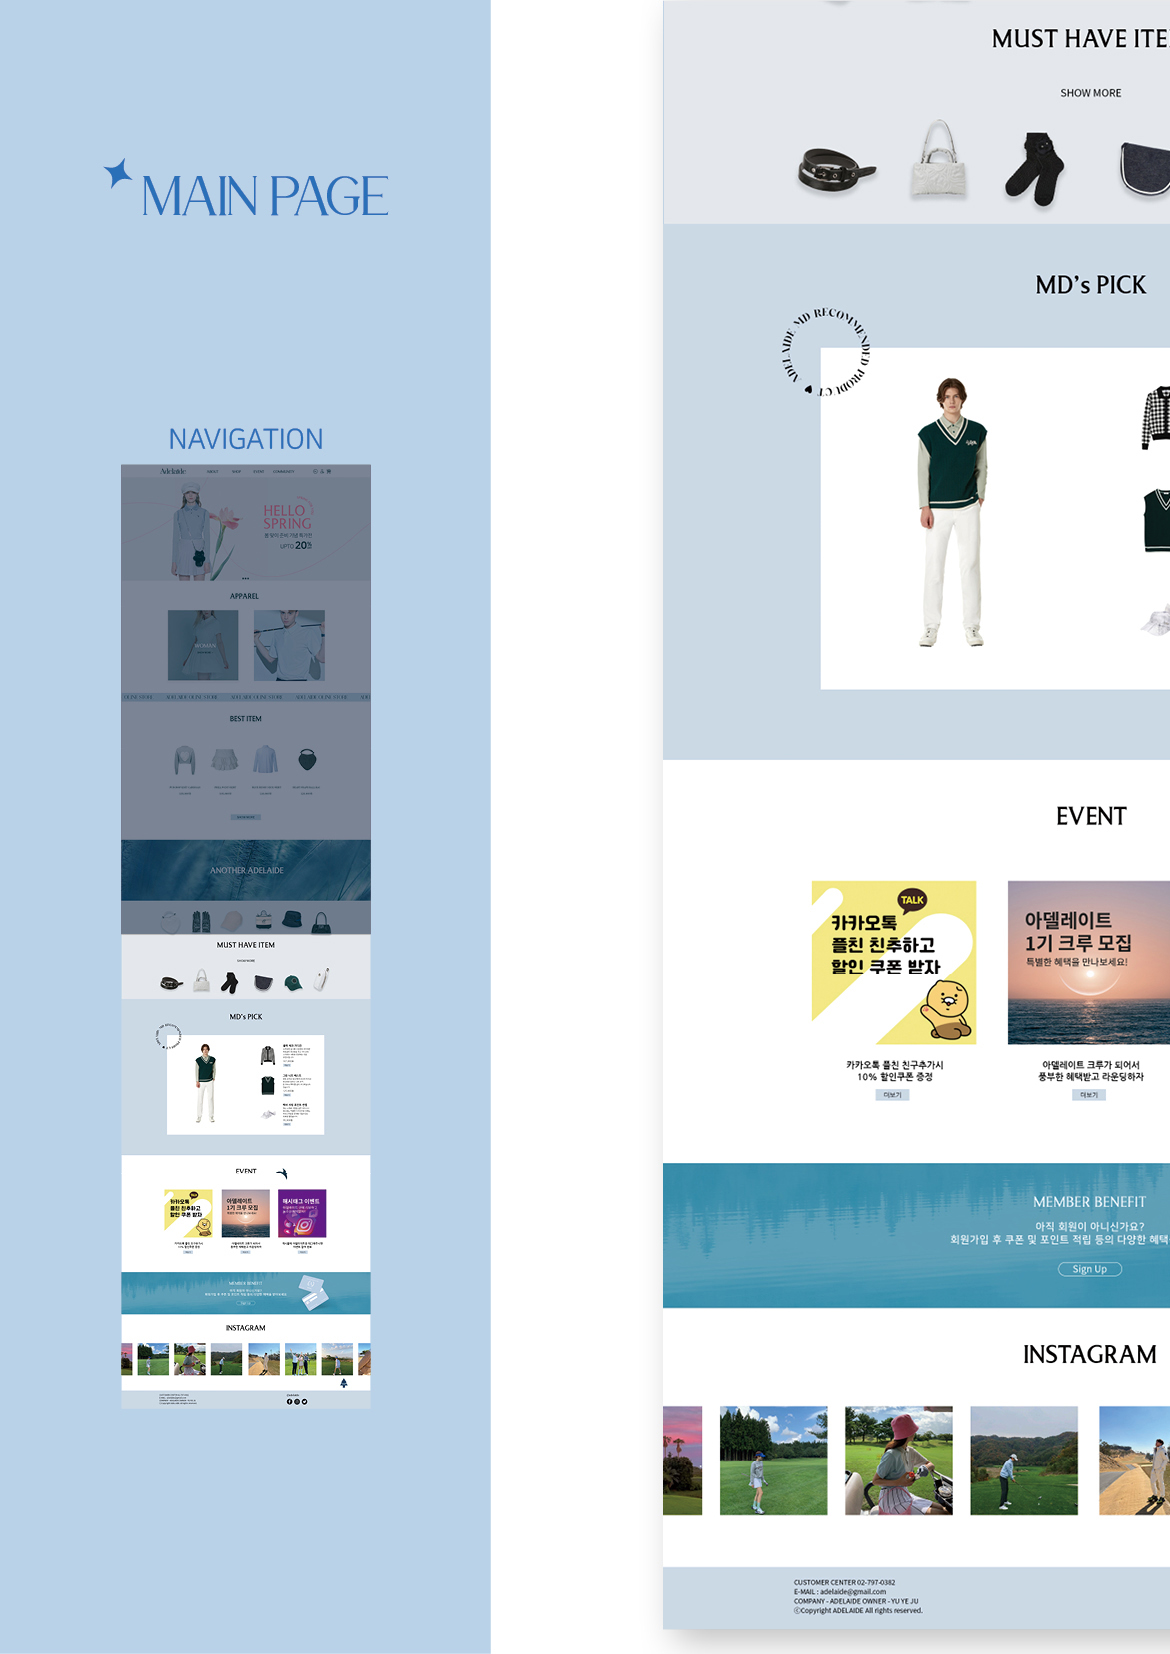 MAIN PAGE
NAVIGATION
Adelaide
ABOUT SHOP EVENT COMMUNITY
HELLO
SPRING
UPTO 20%
APPAREL
WOMAN
BEST ITEM
ANOTHER ADELAIDE
MUST HAVE ITEM
SHOW MORE
MD's PICK
EVENT
카카오톡
플친 친추하고
할인 쿠폰 받자
아델레이트
1기 크루 모집
해시태그 이벤트
MEMBER BENEFIT
Sign Up
INSTAGRAM
MUST HAVE ITE
SHOW MORE
MD's PICK
ADELAIDE MD RECOMMENDED PRODUCT
EVENT
TALK
카카오톡
플친 친추하고
할인 쿠폰 받자
카카오톡 플친 친구추가시
10% 할인쿠폰 증정
더보기
아델레이트
1기 크루 모집
특별한 혜택을 만나보세요!
아델레이트 크루가 되어서
풍부한 혜택받고 라운딩하자
더보기
MEMBER BENEFIT
아직 회원이 아니신가요?
회원가입 후 쿠폰 및 포인트 적립 등의 다양한 혜택
Sign Up
INSTAGRAM
CUSTOMER CENTER 02-797-0382
E-MAIL : adelaide@gmail.com
COMPANY - ADELAIDE OWNER - YU YE JU
ⓒCopyright ADELAIDE All rights reserved.